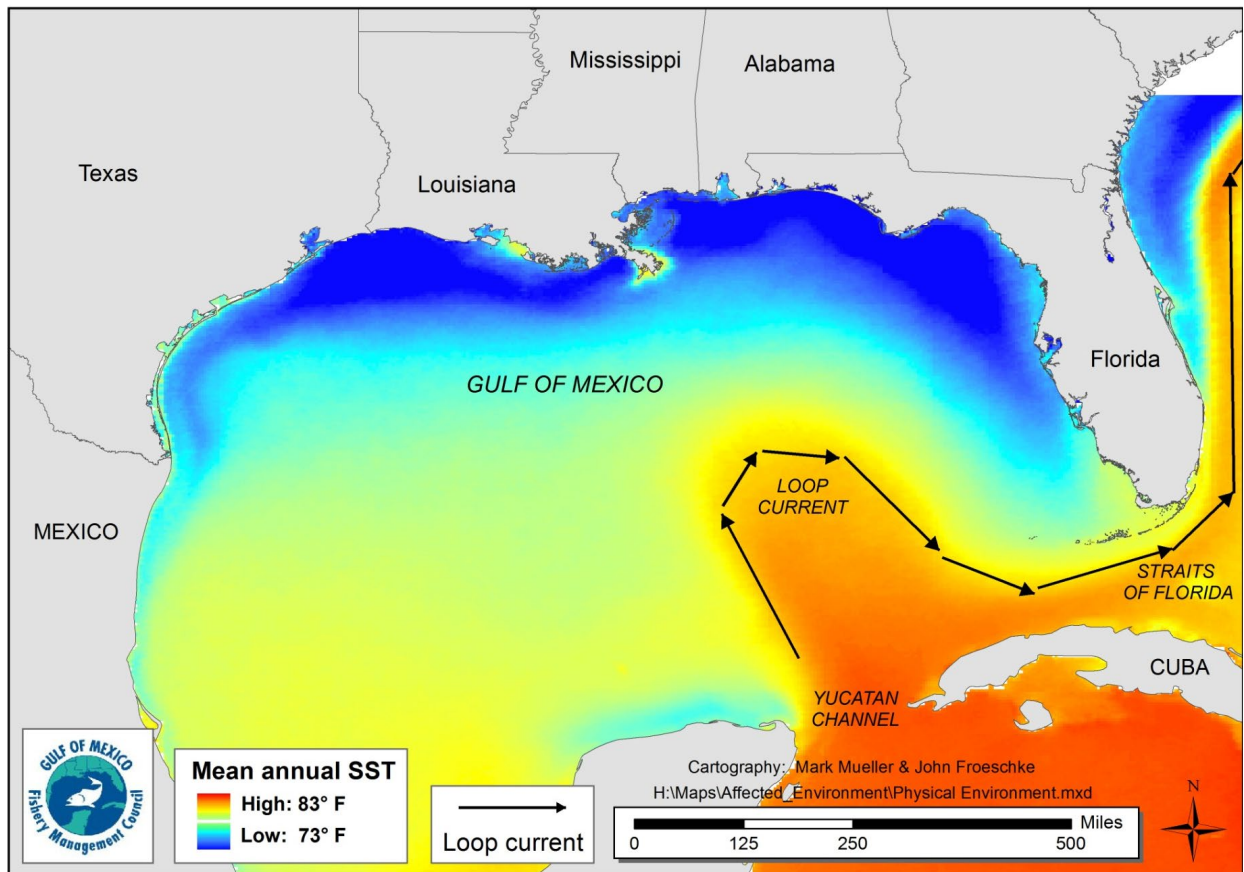 Mississippi
Alabama
Texas
Louisiana
GULF OF MEXICO
Florida
LOOP
CURRENT
MEXICO
STRAITS
OF FLORIDA
CUBA
YUCATAN
CHANNEL
GULF OF MEXICO
Fishery Management Council
Mean annual SST
High: 83° F
Low: 73° F
Loop current
Cartography: Mark Mueller & John Froeschke
H:\Maps\Affected_Environment\Physical Environment.mxd
Miles
0 125 250 500
N